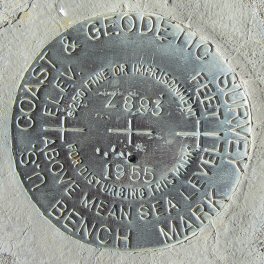 U.S. COAST & GEODETIC SURVEY
BENCH MARK
ELEV. FEET
ABOVE MEAN SEA LEVEL
$250 FINE OR IMPRISONMENT
FOR DISTURBING THIS MARK
Z 893
1955